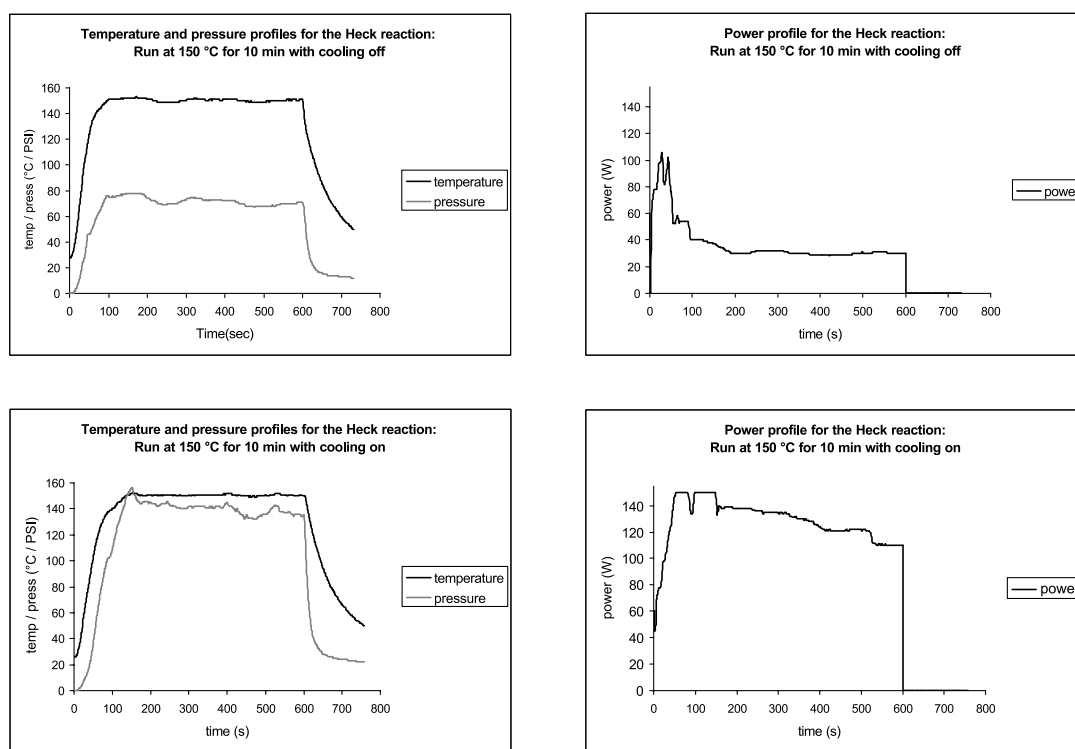 Temperature and pressure profiles for the Heck reaction:
Run at 150 °C for 10 min with cooling off
temp / press (°C / PSI)
160
140
120
100
80
60
40
20
0
0 100 200 300 400 500 600 700 800
Time(sec)
temperature
pressure
Power profile for the Heck reaction:
Run at 150 °C for 10 min with cooling off
power (W)
140
120
100
80
60
40
20
0
0 100 200 300 400 500 600 700 800
time (s)
power
Temperature and pressure profiles for the Heck reaction:
Run at 150 °C for 10 min with cooling on
temp / press (°C / PSI)
160
140
120
100
80
60
40
20
0
0 100 200 300 400 500 600 700 800
time (s)
temperature
pressure
Power profile for the Heck reaction:
Run at 150 °C for 10 min with cooling on
power (W)
140
120
100
80
60
40
20
0
0 100 200 300 400 500 600 700 800
time (s)
power